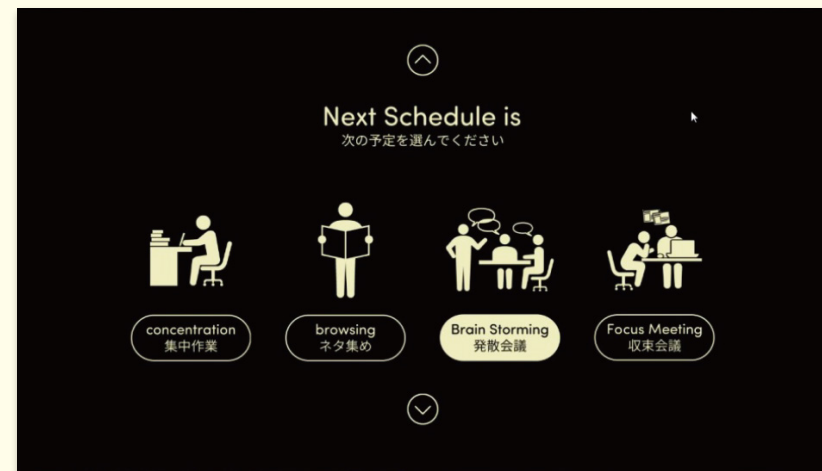 Next Schedule is
次の予定を選んでください
concentration
集中作業
browsing
ネタ集め
Brain Storming
発散会議
Focus Meeting
収束会議